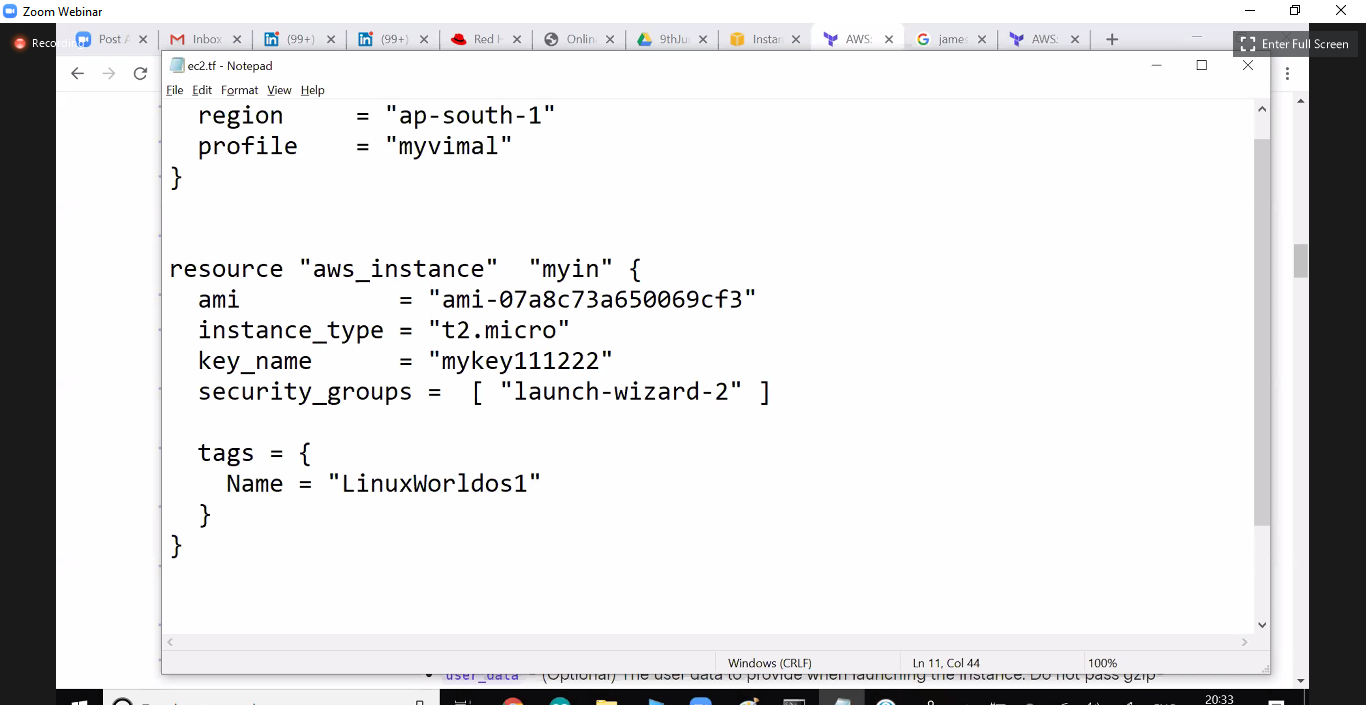 Zoom Webinar
Recording
Enter Full Screen
Post A
Inbox
(99+)
(99+)
Red H
Onlin
9thJu
Instan
AWS:
james
AWS:
ec2.tf - Notepad
File Edit Format View Help
region = "ap-south-1"
profile = "myvimal"
}
resource "aws_instance" "myin" {
ami = "ami-07a8c73a650069cf3"
instance_type = "t2.micro"
key_name = "mykey111222"
security_groups = [ "launch-wizard-2" ]
tags = {
Name = "LinuxWorldos1"
}
}
Windows (CRLF) Ln 11, Col 44 100%
user_data - (Optional) The user data to provide when launching the instance. Do not pass gzip-
20:33